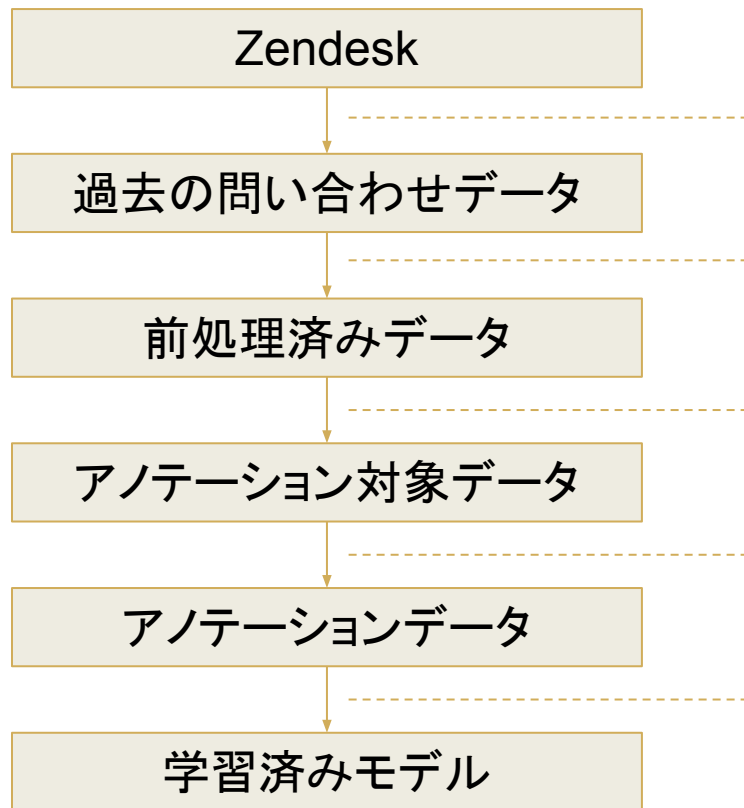 Zendesk
過去の問い合わせデータ
前処理済みデータ
アノテーション対象データ
アノテーションデータ
学習済みモデル